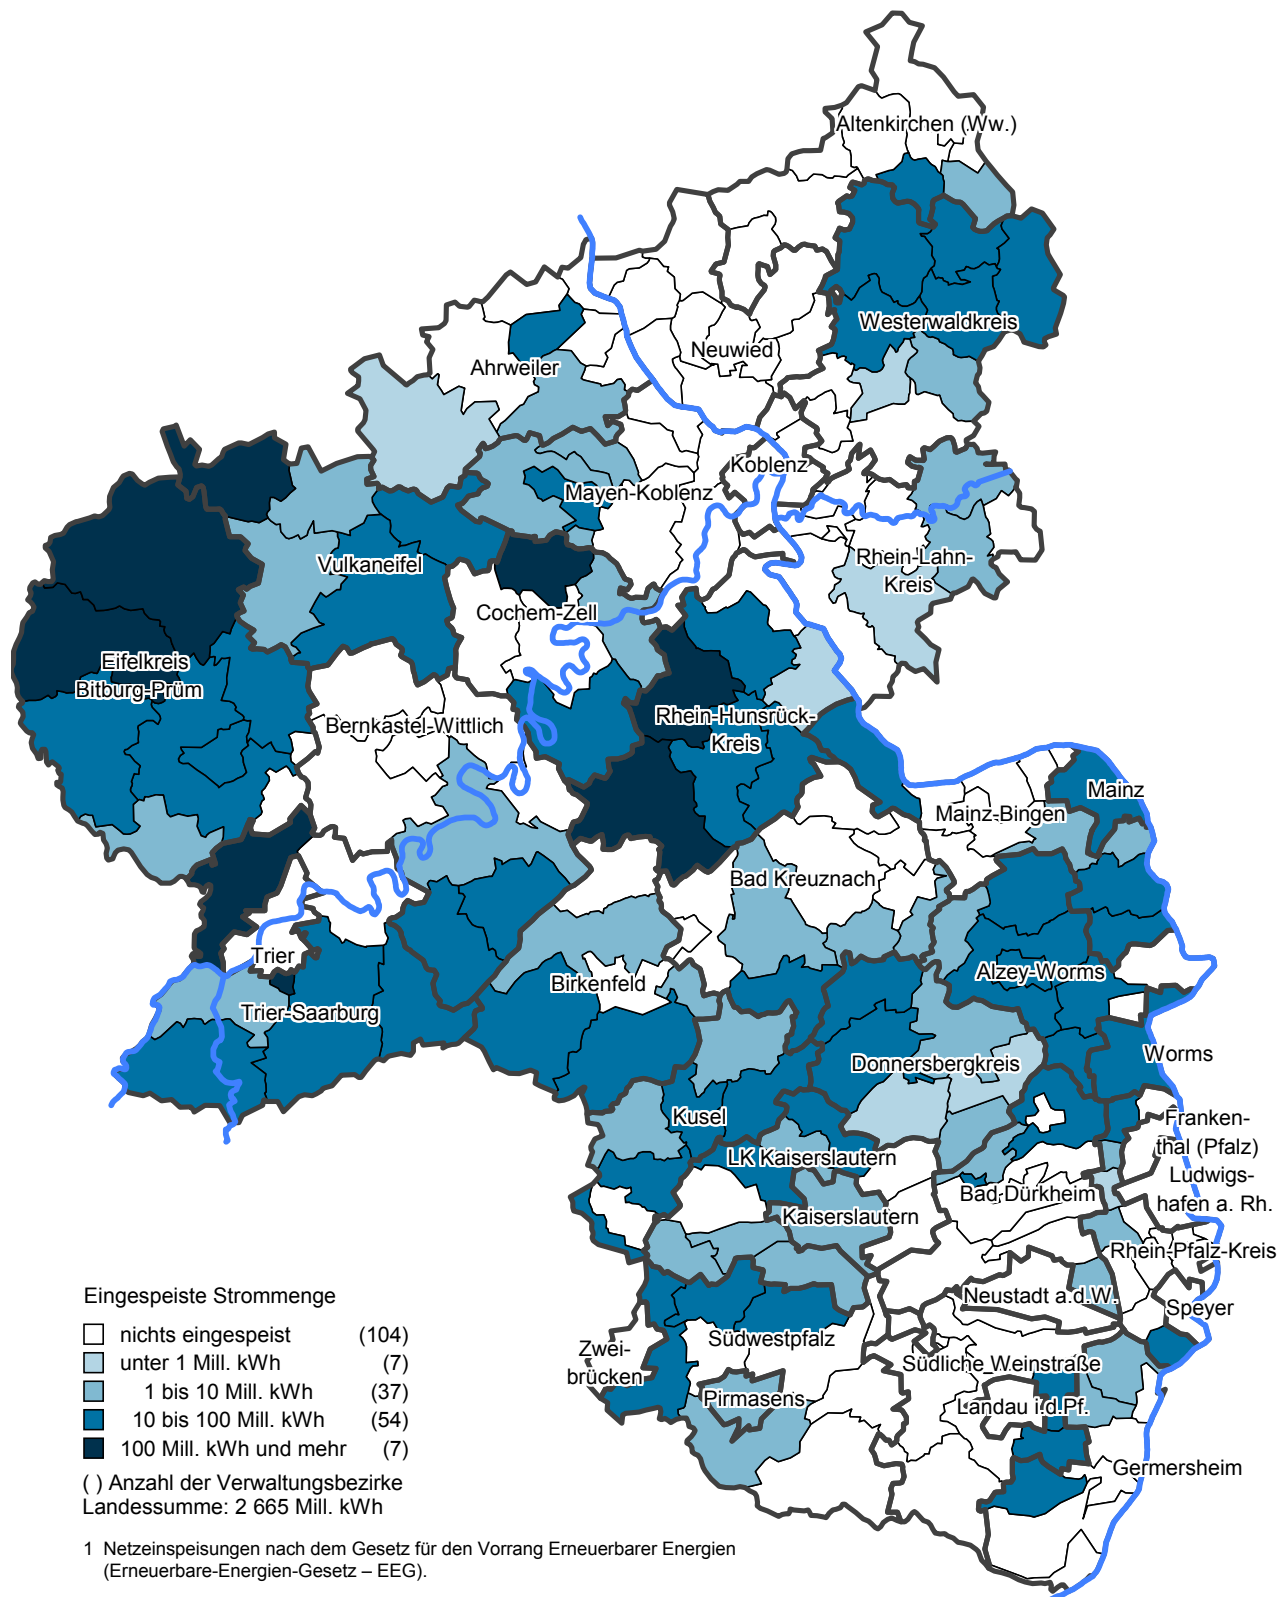 Altenkirchen (Ww.)
Westerwaldkreis
Neuwied
Ahrweiler
Koblenz
Mayen-Koblenz
Vulkaneifel
Rhein-Lahn-
Kreis
Cochem-Zell
Eifelkreis
Bitburg-Prüm
Rhein-Hunsrück-
Kreis
Bernkastel-Wittlich
Mainz
Mainz-Bingen
Bad Kreuznach
Trier
Birkenfeld
Alzey-Worms
Trier-Saarburg
Worms
Donnersbergkreis
Kusel
Franken-
thal (Pfalz)
LK Kaiserslautern
Ludwigs-
hafen a. Rh.
Bad Dürkheim
Kaiserslautern
Rhein-Pfalz-Kreis
Neustadt a.d.W.
Speyer
Südwestpfalz
Zwei-
brücken
Südliche Weinstraße
Pirmasens
Landau i.d.Pf.
Germersheim
Eingespeiste Strommenge
nichts eingespeist (104)
unter 1 Mill. kWh (7)
1 bis 10 Mill. kWh (37)
10 bis 100 Mill. kWh (54)
100 Mill. kWh und mehr (7)
( ) Anzahl der Verwaltungsbezirke
Landessumme: 2 665 Mill. kWh
1 Netzeinspeisungen nach dem Gesetz für den Vorrang Erneuerbarer Energien
(Erneuerbare-Energien-Gesetz – EEG).